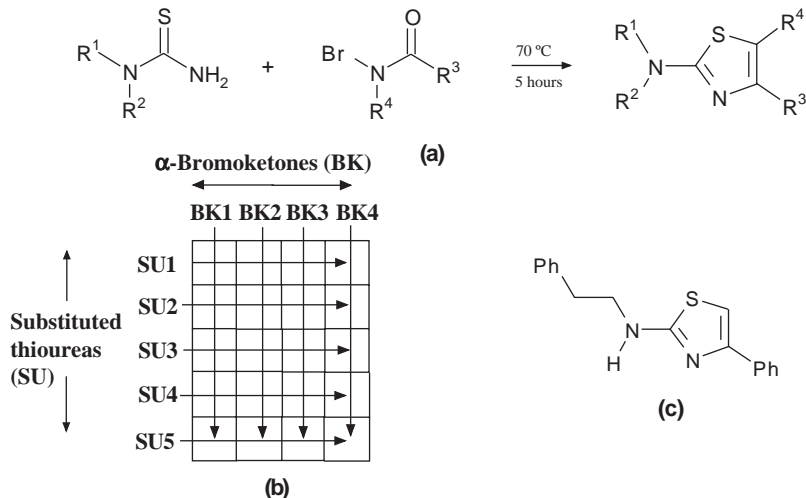 S
R1
N
NH2
R2
+
O
Br
N
R3
R4
70 ºC
5 hours
R1
N
R2
S
N
R4
R3
(a)
α-Bromoketones (BK)
BK1 BK2 BK3 BK4
SU1
SU2
SU3
SU4
SU5
Substituted
thioureas
(SU)
(b)
Ph
N
H
S
N
Ph
(c)